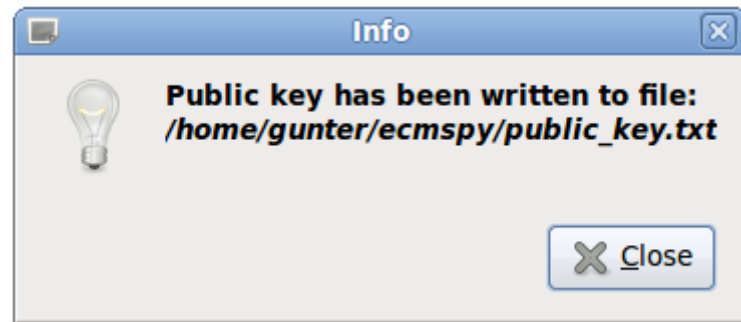 Info
Public key has been written to file:
/home/gunter/ecmspy/public_key.txt
Close